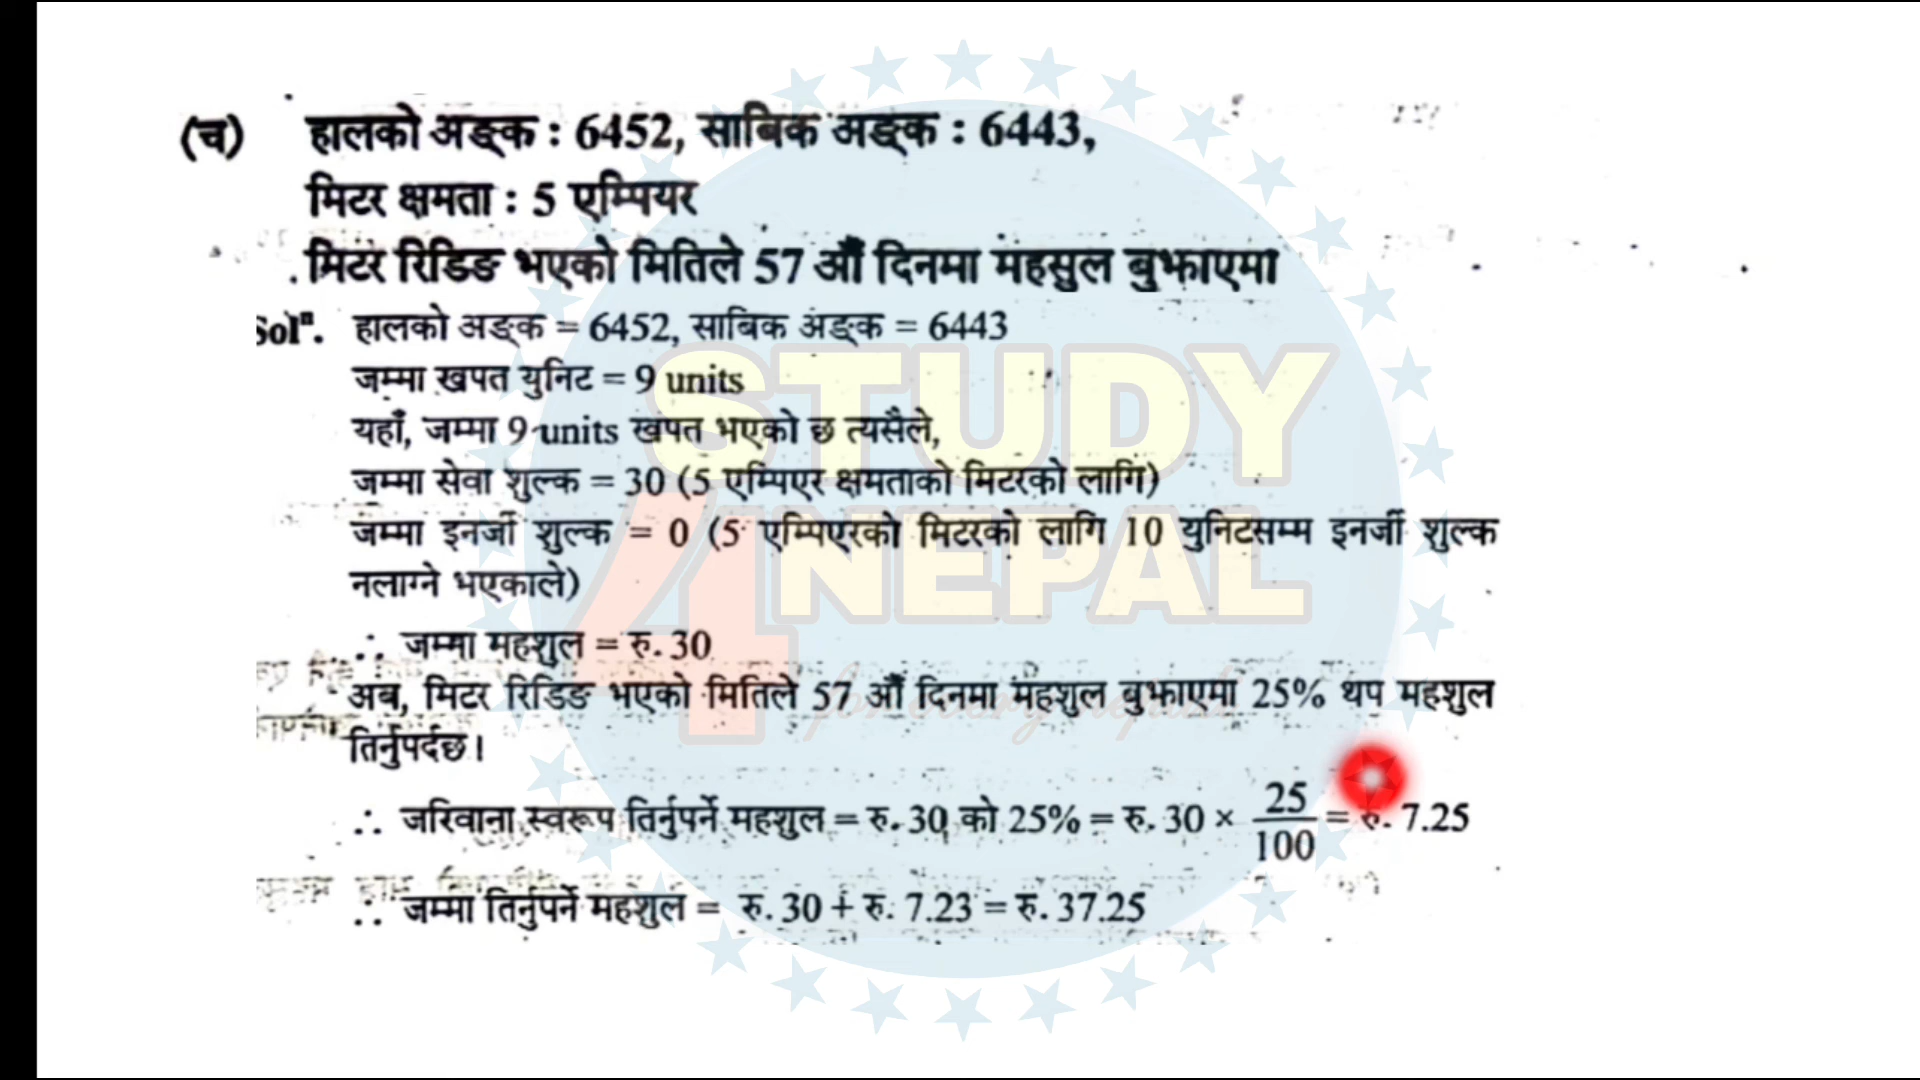 (च) हालको अङ्क : 6452, साबिक अङ्क : 6443,
मिटर क्षमता : 5 एम्पियर
मिटर रिडिङ भएको मितिले 57 औं दिनमा महसुल बुझाएमा
Solⁿ. हालको अङ्क = 6452, साबिक अङ्क = 6443
जम्मा खपत युनिट = 9 units
यहाँ, जम्मा 9 units खपत भएको छ त्यसैले,
जम्मा सेवा शुल्क = 30 (5 एम्पिएर क्षमताको मिटरको लागि)
जम्मा इनर्जी शुल्क = 0 (5 एम्पिएरको मिटरको लागि 10 युनिटसम्म इनर्जी शुल्क
नलाग्ने भएकाले)
∴ जम्मा महशुल = रु. 30
अब, मिटर रिडिङ भएको मितिले 57 औं दिनमा महशुल बुझाएमा 25% थप महशुल
तिर्नुपर्दछ।
∴ जरिवाना स्वरूप तिर्नुपर्ने महशुल = रु. 30 को 25% = रु. 30 × 25/100 = रु. 7.25
∴ जम्मा तिर्नुपर्ने महशुल = रु. 30 + रु. 7.23 = रु. 37.25
STUDY
4 NEPAL